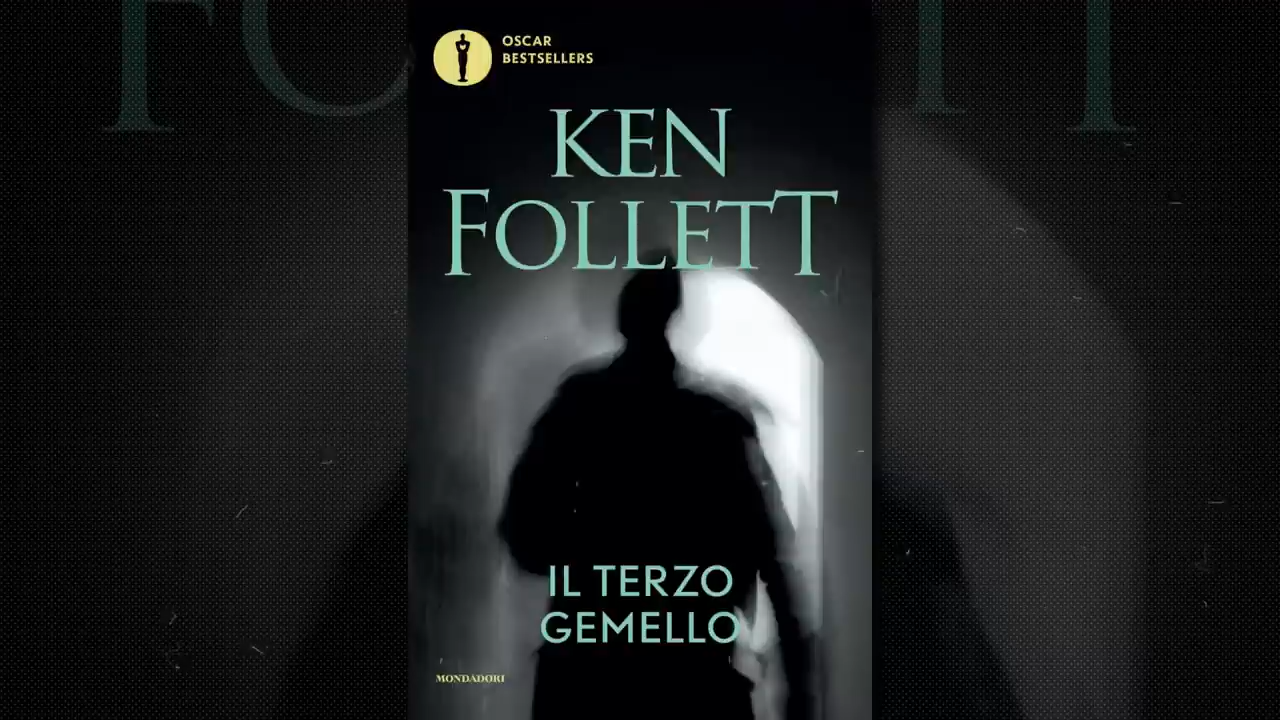 OSCAR
BESTSELLERS
KEN
FOLLETT
IL TERZO
GEMELLO
MONDADORI